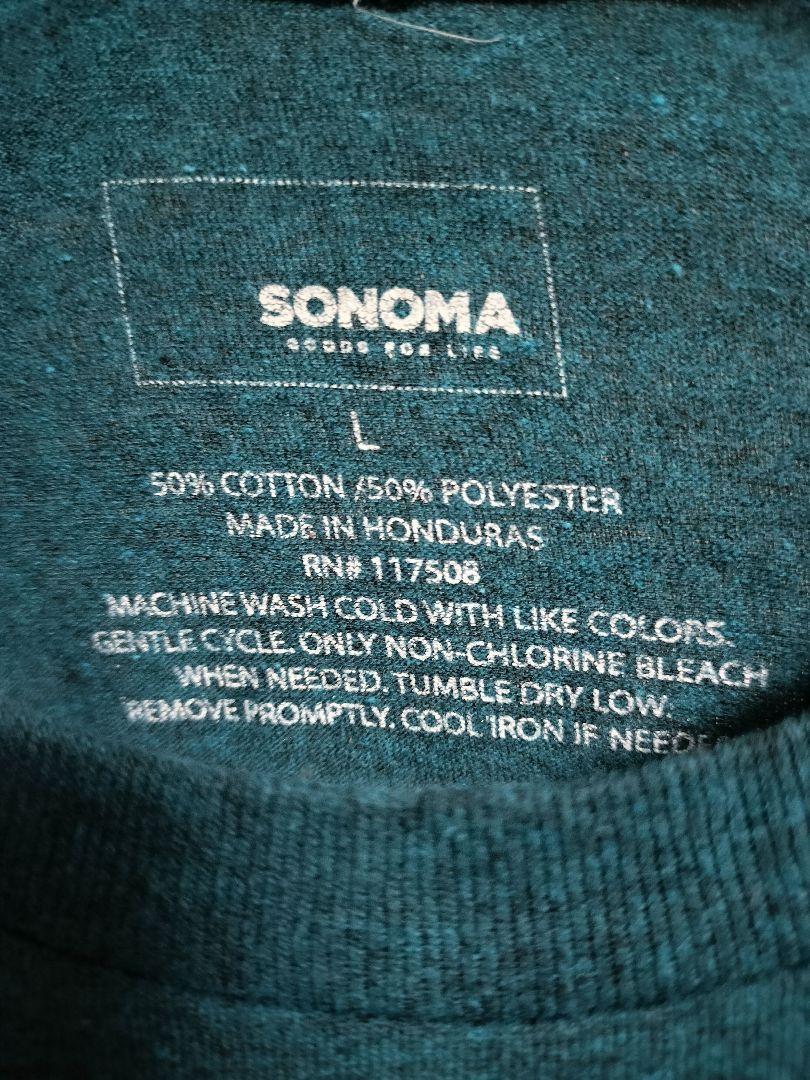 SONOMA
GOODS FOR LIFE
L
50% COTTON /50% POLYESTER
MADE IN HONDURAS
RN# 117508
MACHINE WASH COLD WITH LIKE COLORS.
GENTLE CYCLE. ONLY NON-CHLORINE BLEACH
WHEN NEEDED. TUMBLE DRY LOW.
REMOVE PROMPTLY. COOL IRON IF